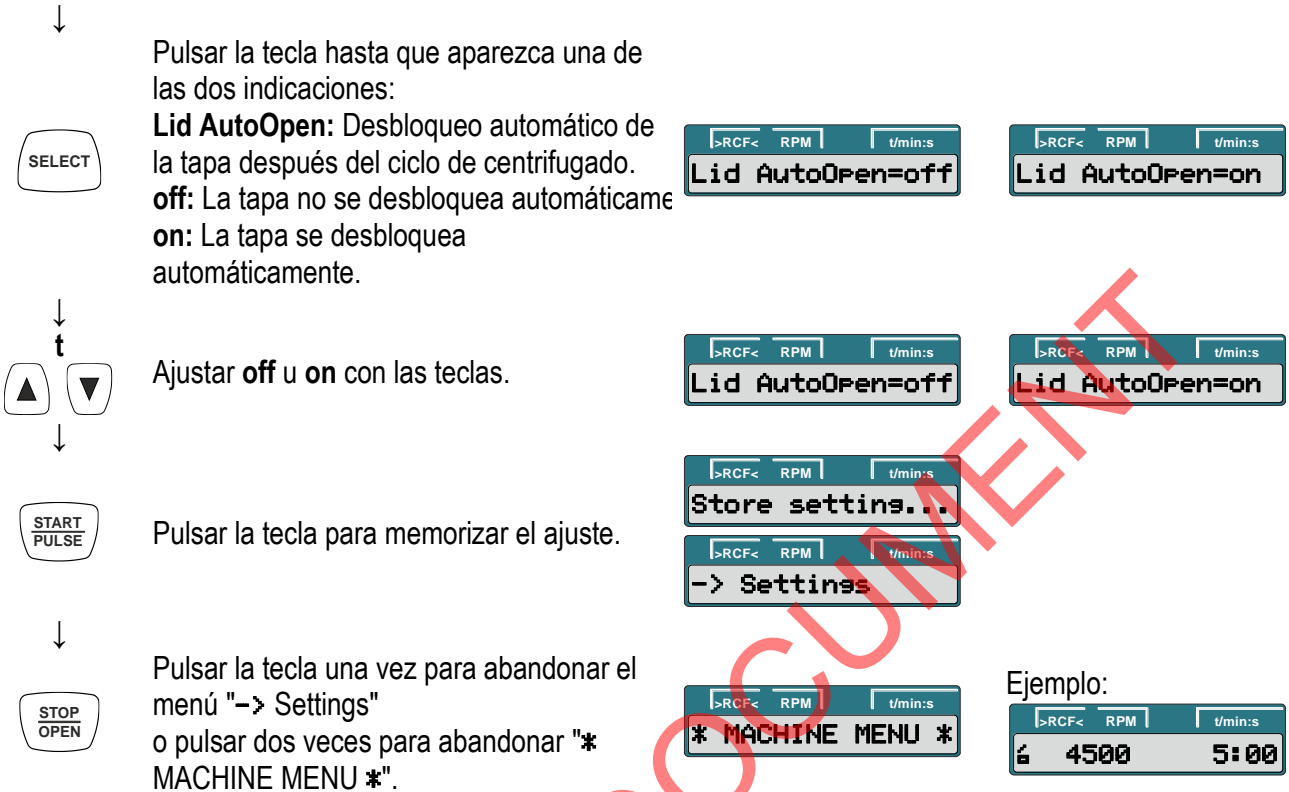 ↓
Pulsar la tecla hasta que aparezca una de
las dos indicaciones:
Lid AutoOpen: Desbloqueo automático de
la tapa después del ciclo de centrifugado.
off: La tapa no se desbloquea automáticame
on: La tapa se desbloquea
automáticamente.
SELECT
>RCF< RPM t/min:s
Lid AutoOpen=off
>RCF< RPM t/min:s
Lid AutoOpen=on
↓
t
▲ ▼
Ajustar off u on con las teclas.
>RCF< RPM t/min:s
Lid AutoOpen=off
>RCF< RPM t/min:s
Lid AutoOpen=on
↓
START
PULSE
Pulsar la tecla para memorizar el ajuste.
>RCF< RPM t/min:s
Store setting...
>RCF< RPM t/min:s
-> Settings
↓
STOP
OPEN
Pulsar la tecla una vez para abandonar el
menú "-> Settings"
o pulsar dos veces para abandonar "*
MACHINE MENU *".
>RCF< RPM t/min:s
* MACHINE MENU *
Ejemplo:
>RCF< RPM t/min:s
4500 5:00
OCUMENT